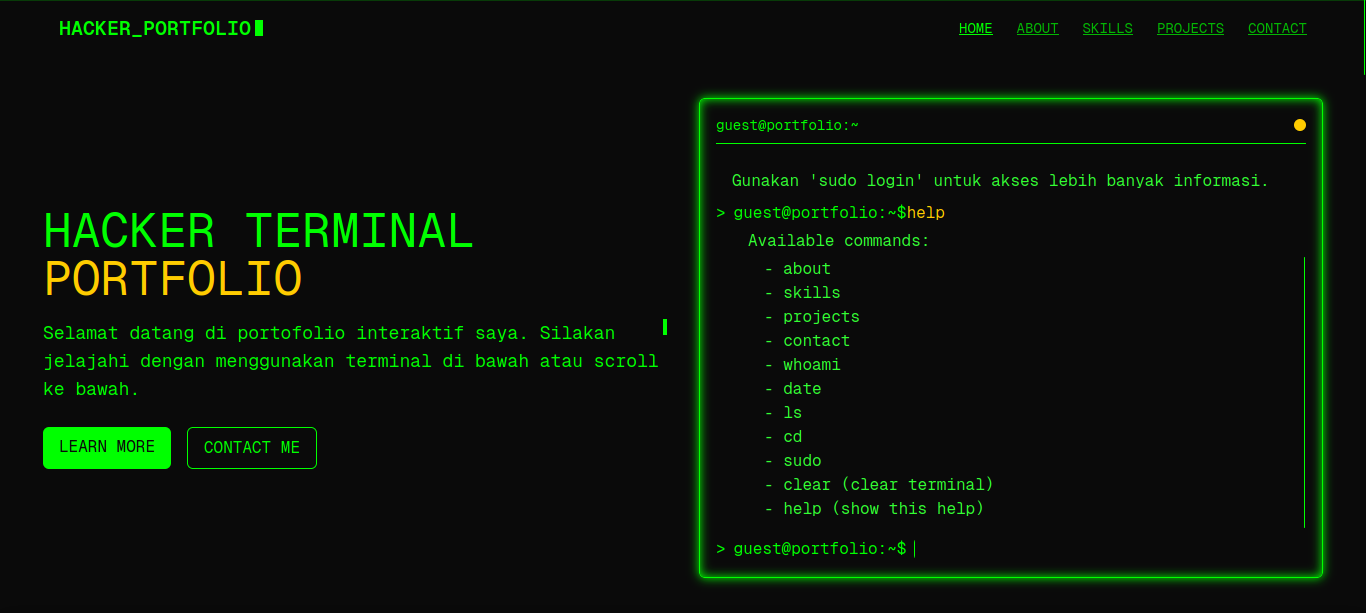 HACKER_PORTFOLIO
HOME ABOUT SKILLS PROJECTS CONTACT
HACKER TERMINAL
PORTFOLIO
Selamat datang di portofolio interaktif saya. Silakan
jelajahi dengan menggunakan terminal di bawah atau scroll
ke bawah.
LEARN MORE
CONTACT ME
guest@portfolio:~
Gunakan 'sudo login' untuk akses lebih banyak informasi.
> guest@portfolio:~$help
Available commands:
- about
- skills
- projects
- contact
- whoami
- date
- ls
- cd
- sudo
- clear (clear terminal)
- help (show this help)
> guest@portfolio:~$